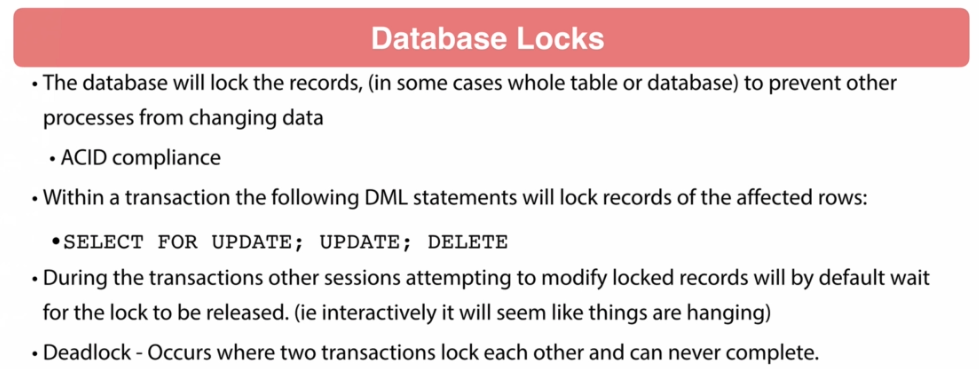 Database Locks
• The database will lock the records, (in some cases whole table or database) to prevent other
processes from changing data
• ACID compliance
• Within a transaction the following DML statements will lock records of the affected rows:
• SELECT FOR UPDATE; UPDATE; DELETE
• During the transactions other sessions attempting to modify locked records will by default wait
for the lock to be released. (ie interactively it will seem like things are hanging)
• Deadlock - Occurs where two transactions lock each other and can never complete.